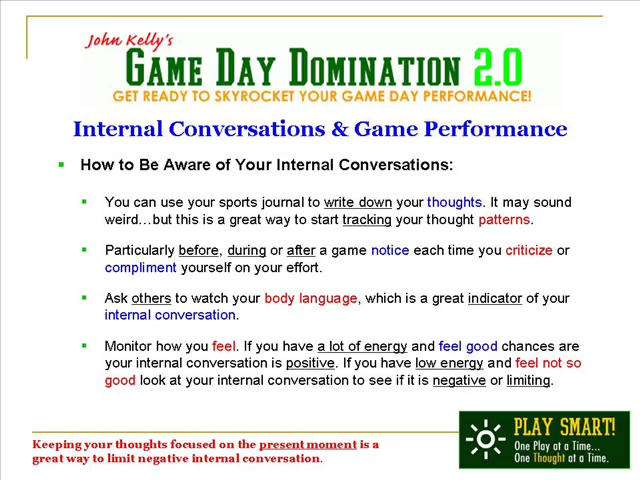 John Kelly's
GAME DAY DOMINATION 2.0
GET READY TO SKYROCKET YOUR GAME DAY PERFORMANCE!
Internal Conversations & Game Performance
How to Be Aware of Your Internal Conversations:
You can use your sports journal to write down your thoughts. It may sound
weird…but this is a great way to start tracking your thought patterns.
Particularly before, during or after a game notice each time you criticize or
compliment yourself on your effort.
Ask others to watch your body language, which is a great indicator of your
internal conversation.
Monitor how you feel. If you have a lot of energy and feel good chances are
your internal conversation is positive. If you have low energy and feel not so
good look at your internal conversation to see if it is negative or limiting.
Keeping your thoughts focused on the present moment is a
great way to limit negative internal conversation.
PLAY SMART!
One Play at a Time...
One Thought at a Time.